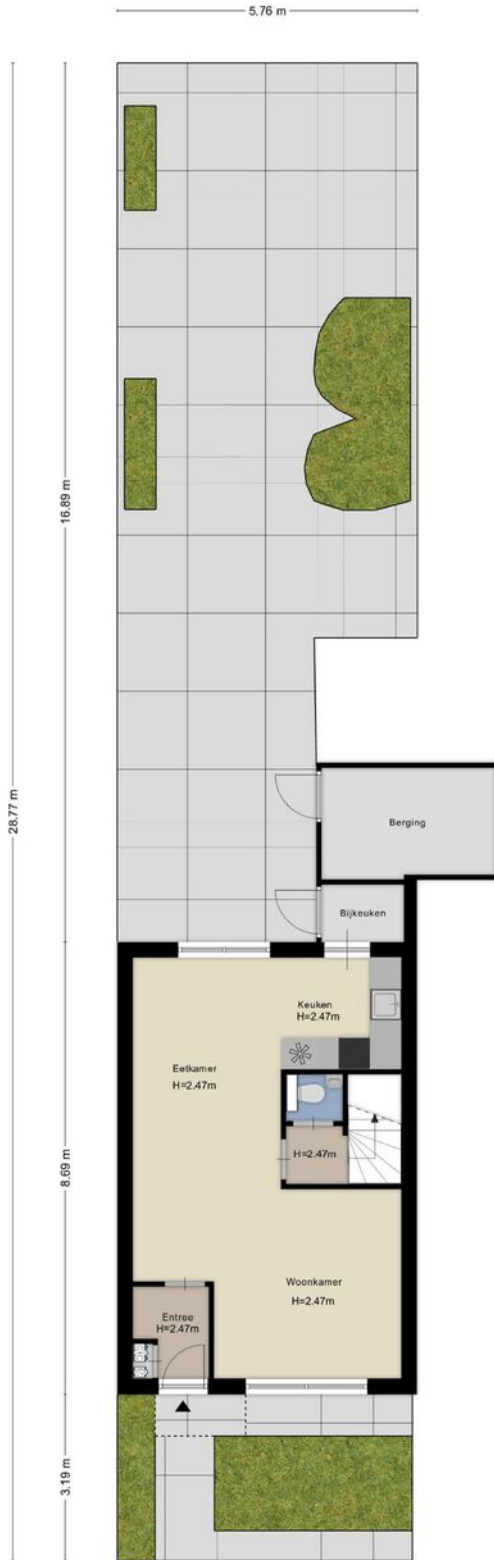 5.76 m
16.89 m
28.77 m
Berging
Bijkeuken
Keuken
H=2.47m
Eetkamer
H=2.47m
H=2.47m
8.69 m
Woonkamer
H=2.47m
Entree
H=2.47m
3.19 m